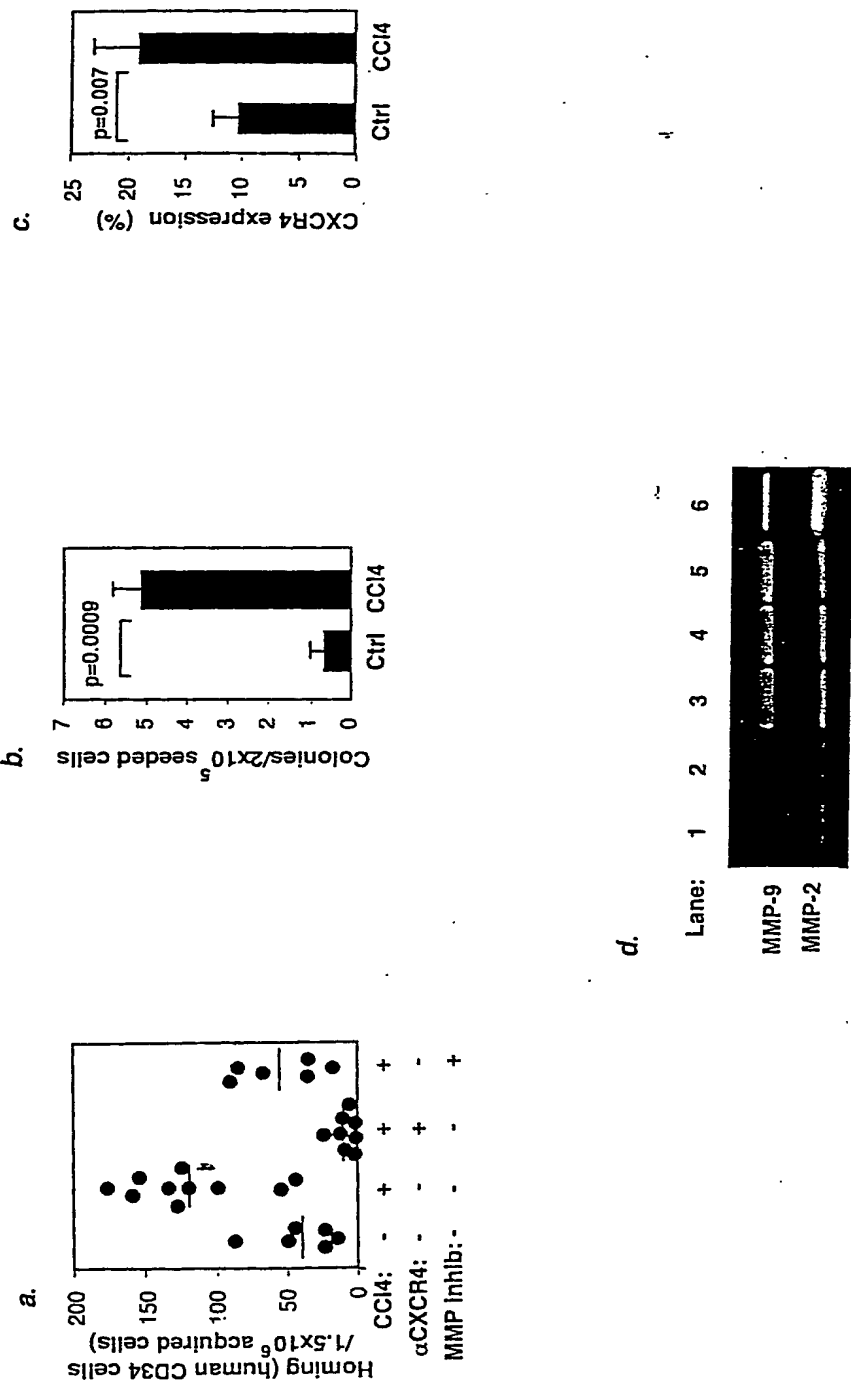 a.
200
150
100
50
0
Homing (human CD34 cells
/1.5x10⁶ acquired cells)
CCl4: - + + +
αCXCR4: - - + -
MMP Inhib: - - - +
b.
7
6
5
4
3
2
1
0
Colonies/2x10⁵ seeded cells
p=0.0009
Ctrl CCl4
c.
25
20
15
10
5
0
CXCR4 expression (%)
p=0.007
Ctrl CCl4
d.
Lane: 1 2 3 4 5 6
MMP-9
MMP-2